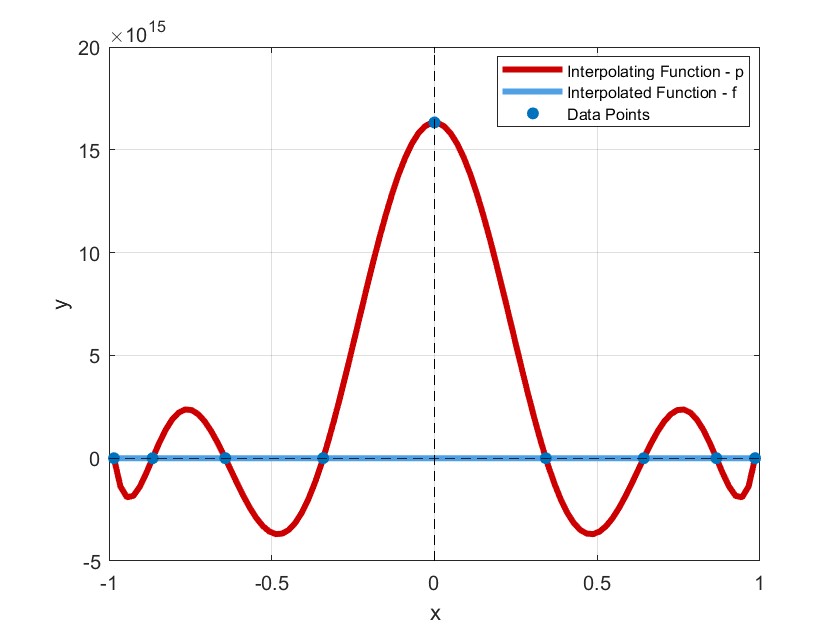 ×10^15
20
15
10
5
0
-5
-1
-0.5
0
0.5
1
x
y
Interpolating Function - p
Interpolated Function - f
Data Points